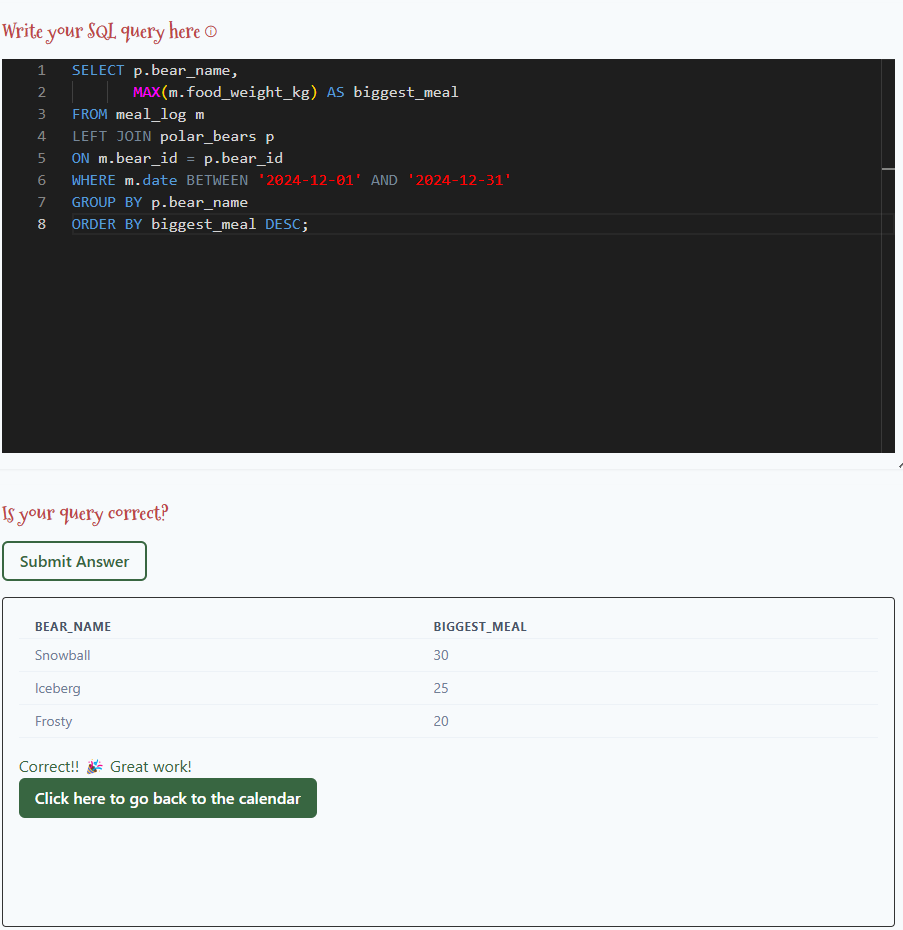 Write your SQL query here ⓘ
1 SELECT p.bear_name,
2 MAX(m.food_weight_kg) AS biggest_meal
3 FROM meal_log m
4 LEFT JOIN polar_bears p
5 ON m.bear_id = p.bear_id
6 WHERE m.date BETWEEN '2024-12-01' AND '2024-12-31'
7 GROUP BY p.bear_name
8 ORDER BY biggest_meal DESC;
Is your query correct?
Submit Answer
BEAR_NAME BIGGEST_MEAL
Snowball 30
Iceberg 25
Frosty 20
Correct!! 🎉 Great work!
Click here to go back to the calendar